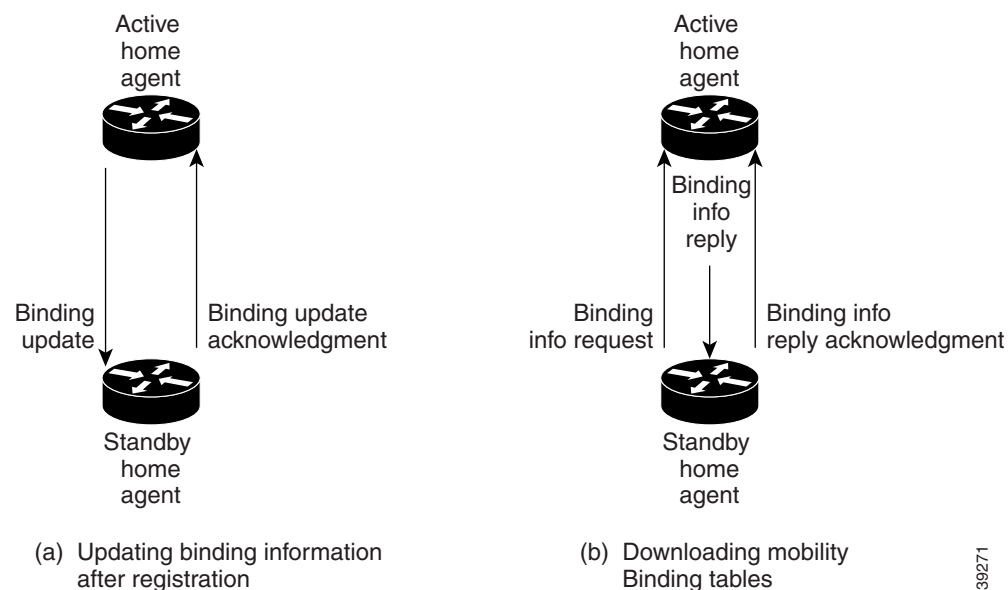 Active
home
agent
Binding
update
Binding update
acknowledgment
Standby
home
agent
(a) Updating binding information
after registration
Active
home
agent
Binding
info
reply
Binding
info request
Binding info
reply acknowledgment
Standby
home
agent
(b) Downloading mobility
Binding tables
39271